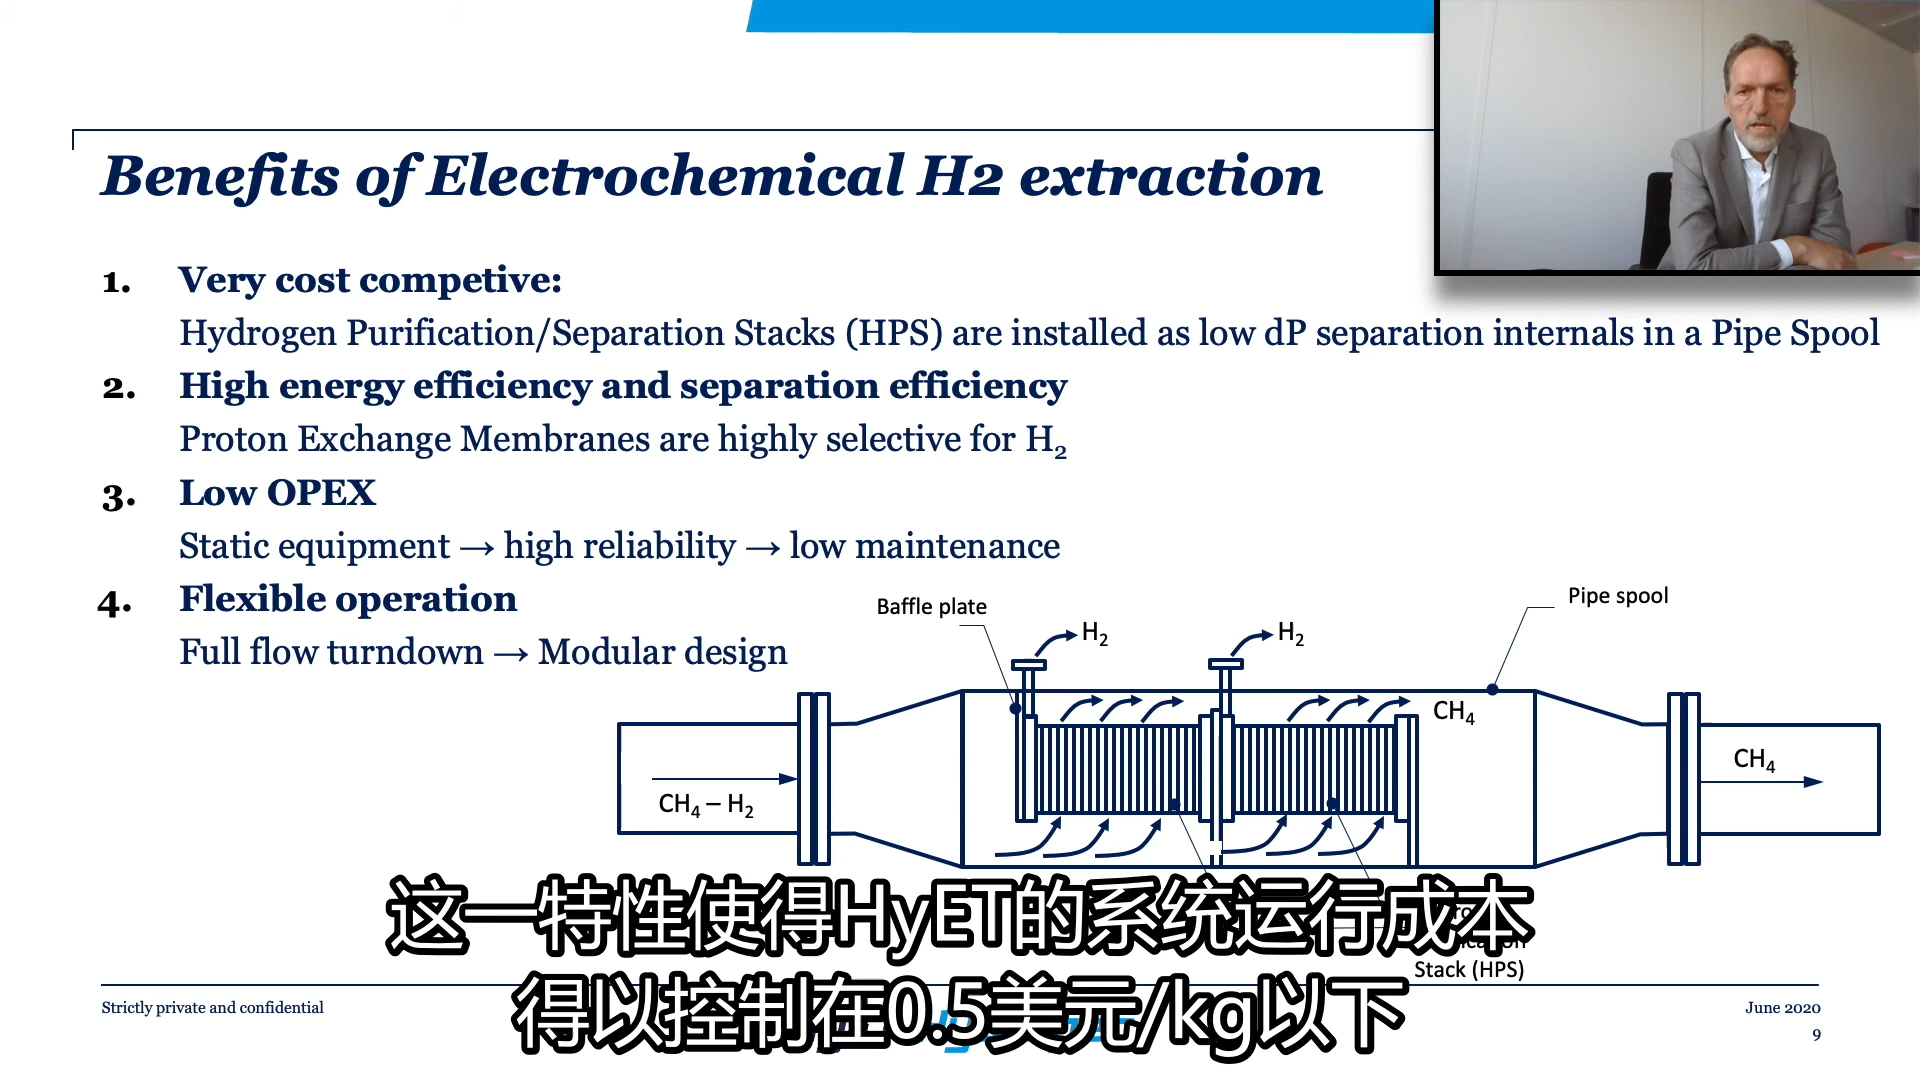 Benefits of Electrochemical H2 extraction
1. Very cost competive:
Hydrogen Purification/Separation Stacks (HPS) are installed as low dP separation internals in a Pipe Spool
2. High energy efficiency and separation efficiency
Proton Exchange Membranes are highly selective for H₂
3. Low OPEX
Static equipment → high reliability → low maintenance
4. Flexible operation
Full flow turndown → Modular design
Baffle plate
Pipe spool
H₂
H₂
CH₄
CH₄
CH₄ – H₂
Stack (HPS)
这一特性使得HyET的系统运行成本
得以控制在0.5美元/kg以下
Strictly private and confidential
June 2020
9